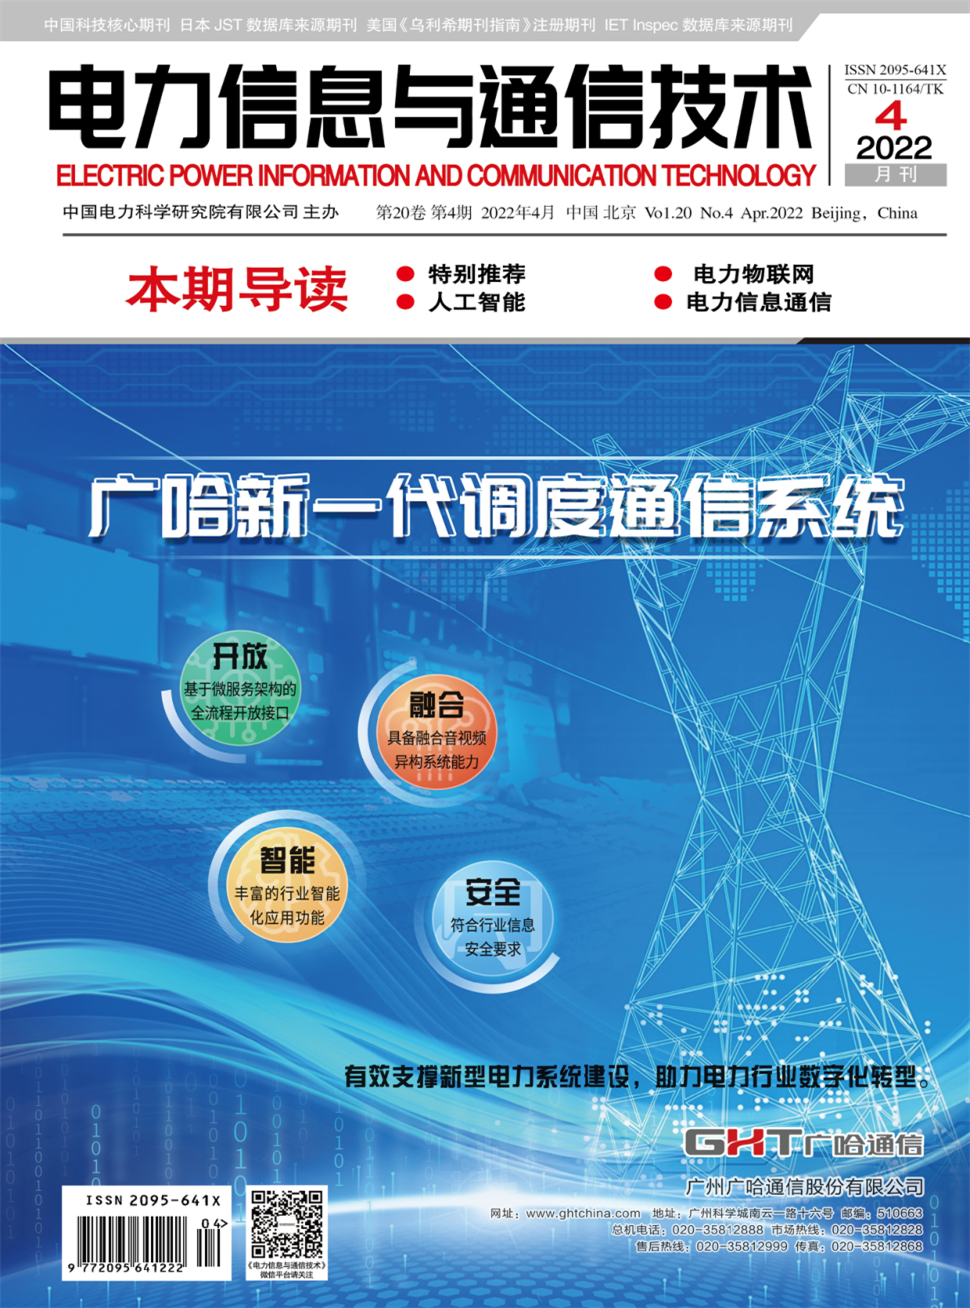 中国科技核心期刊 日本 JST 数据库来源期刊 美国《乌利希期刊指南》注册期刊 IET Inspec 数据库来源期刊
电力信息与通信技术
ELECTRIC POWER INFORMATION AND COMMUNICATION TECHNOLOGY
ISSN 2095-641X
CN 10-1164/TK
4
2022
月刊
中国电力科学研究院有限公司 主办 第20卷 第4期 2022年4月 中国 北京 Vo1.20 No.4 Apr.2022 Beijing, China
本期导读
● 特别推荐
● 电力物联网
● 人工智能
● 电力信息通信
广哈新一代调度通信系统
开放
基于微服务架构的
全流程开放接口
融合
具备融合音视频
异构系统能力
智能
丰富的行业智能
化应用功能
安全
符合行业信息
安全要求
有效支撑新型电力系统建设，助力电力行业数字化转型。
GHT广哈通信
广州广哈通信股份有限公司
网址：www.ghtchina.com 地址：广州科学城南云一路十六号 邮编：510663
总机电话：020-35812888 市场热线：020-35812828
售后热线：020-35812999 传真：020-35812868
ISSN 2095-641X
04>
9 772095 641222
《电力信息与通信技术》
微信平台请关注